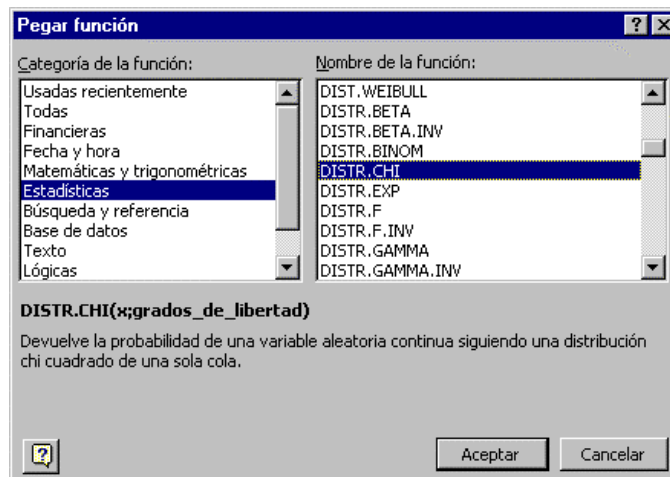 Pegar función
Categoría de la función:
Usadas recientemente
Todas
Financieras
Fecha y hora
Matemáticas y trigonométricas
Estadísticas
Búsqueda y referencia
Base de datos
Texto
Lógicas
Nombre de la función:
DIST.WEIBULL
DISTR.BETA
DISTR.BETA.INV
DISTR.BINOM
DISTR.CHI
DISTR.EXP
DISTR.F
DISTR.F.INV
DISTR.GAMMA
DISTR.GAMMA.INV
DISTR.CHI(x;grados_de_libertad)
Devuelve la probabilidad de una variable aleatoria continua siguiendo una distribución
chi cuadrado de una sola cola.
Aceptar
Cancelar